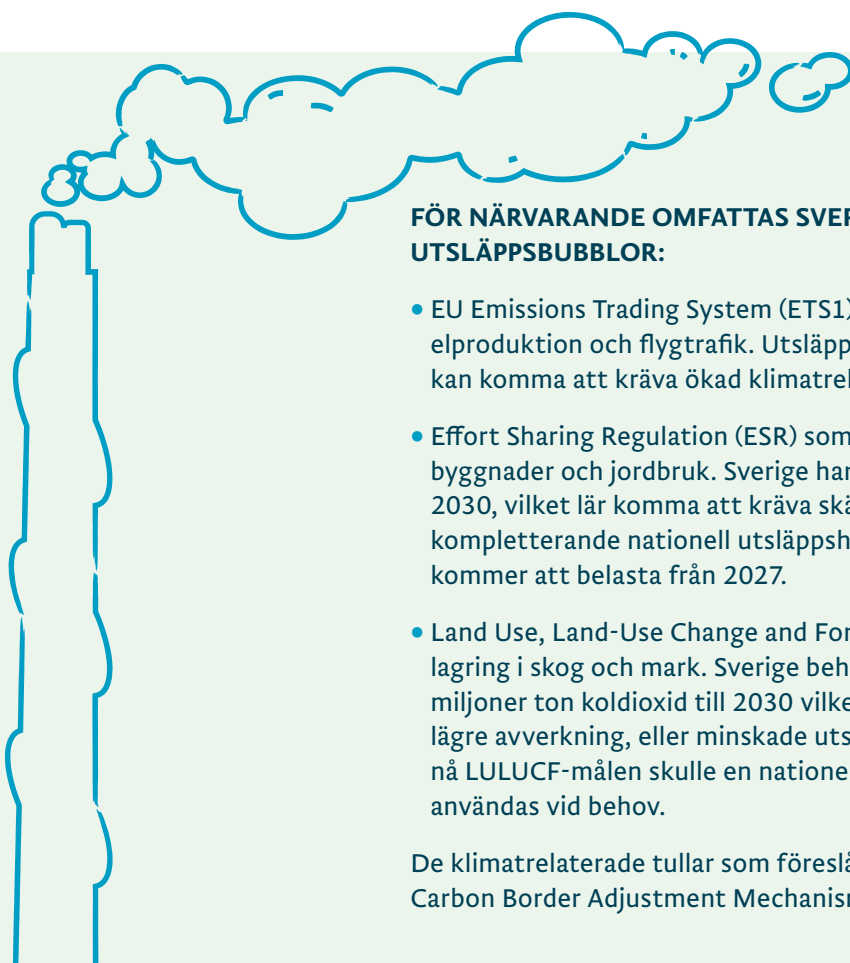 FÖR NÄRVARANDE OMFATTAS SVER
UTSLÄPPSBUBBLOR:
• EU Emissions Trading System (ETS1)
elproduktion och flygtrafik. Utsläpp
kan komma att kräva ökad klimatrel
• Effort Sharing Regulation (ESR) som
byggnader och jordbruk. Sverige har
2030, vilket lär komma att kräva skä
kompletterande nationell utsläppsh
kommer att belasta från 2027.
• Land Use, Land-Use Change and For
lagring i skog och mark. Sverige beh
miljoner ton koldioxid till 2030 vilke
lägre avverkning, eller minskade uts
nå LULUCF-målen skulle en natione
användas vid behov.
De klimatrelaterade tullar som föreslå
Carbon Border Adjustment Mechanism